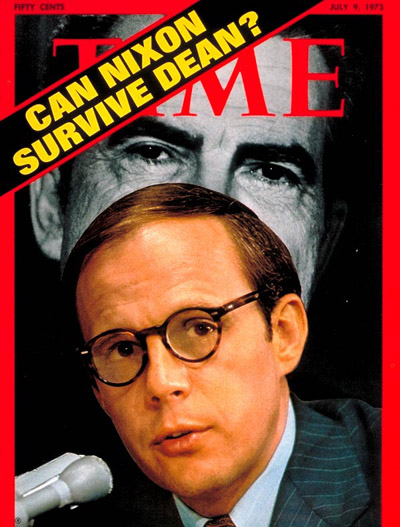 FIFTY CENTS
JULY 9, 1973
TIME
CAN NIXON
SURVIVE DEAN?
®